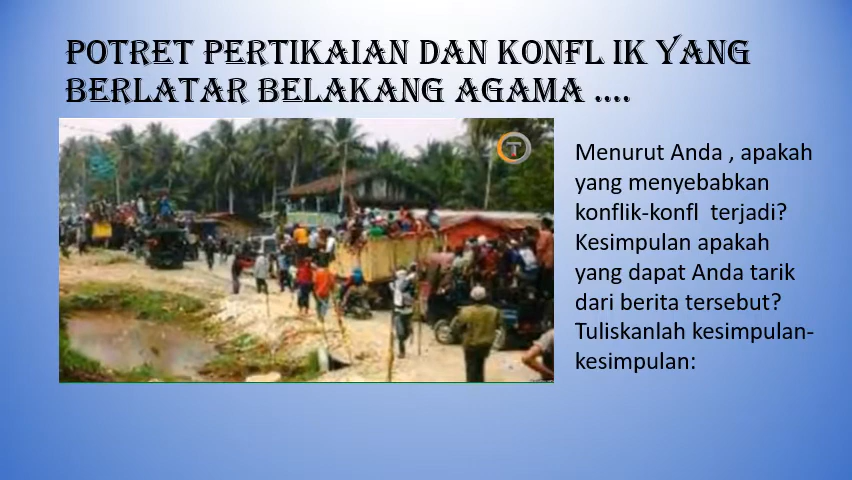 POTRET PERTIKAIAN DAN KONFL IK YANG
BERLATAR BELAKANG AGAMA ....
T
Menurut Anda , apakah
yang menyebabkan
konflik-konfl  terjadi?
Kesimpulan apakah
yang dapat Anda tarik
dari berita tersebut?
Tuliskanlah kesimpulan-
kesimpulan: